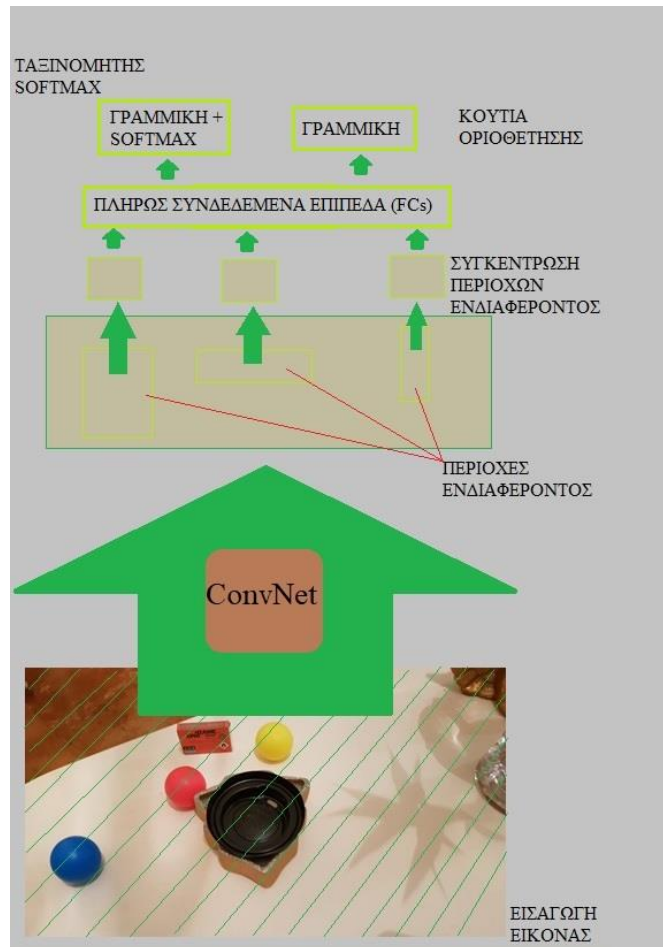 ΤΑΞΙΝΟΜΗΤΗΣ
SOFTMAX
ΓΡΑΜΜΙΚΗ +
SOFTMAX
ΓΡΑΜΜΙΚΗ
ΚΟΥΤΙΑ
ΟΡΙΟΘΕΤΗΣΗΣ
ΠΛΗΡΩΣ ΣΥΝΔΕΔΕΜΕΝΑ ΕΠΙΠΕΔΑ (FCs)
ΣΥΓΚΕΝΤΡΩΣΗ
ΠΕΡΙΟΧΩΝ
ΕΝΔΙΑΦΕΡΟΝΤΟΣ
ΠΕΡΙΟΧΕΣ
ΕΝΔΙΑΦΕΡΟΝΤΟΣ
ConvNet
ΕΙΣΑΓΩΓΗ
ΕΙΚΟΝΑΣ